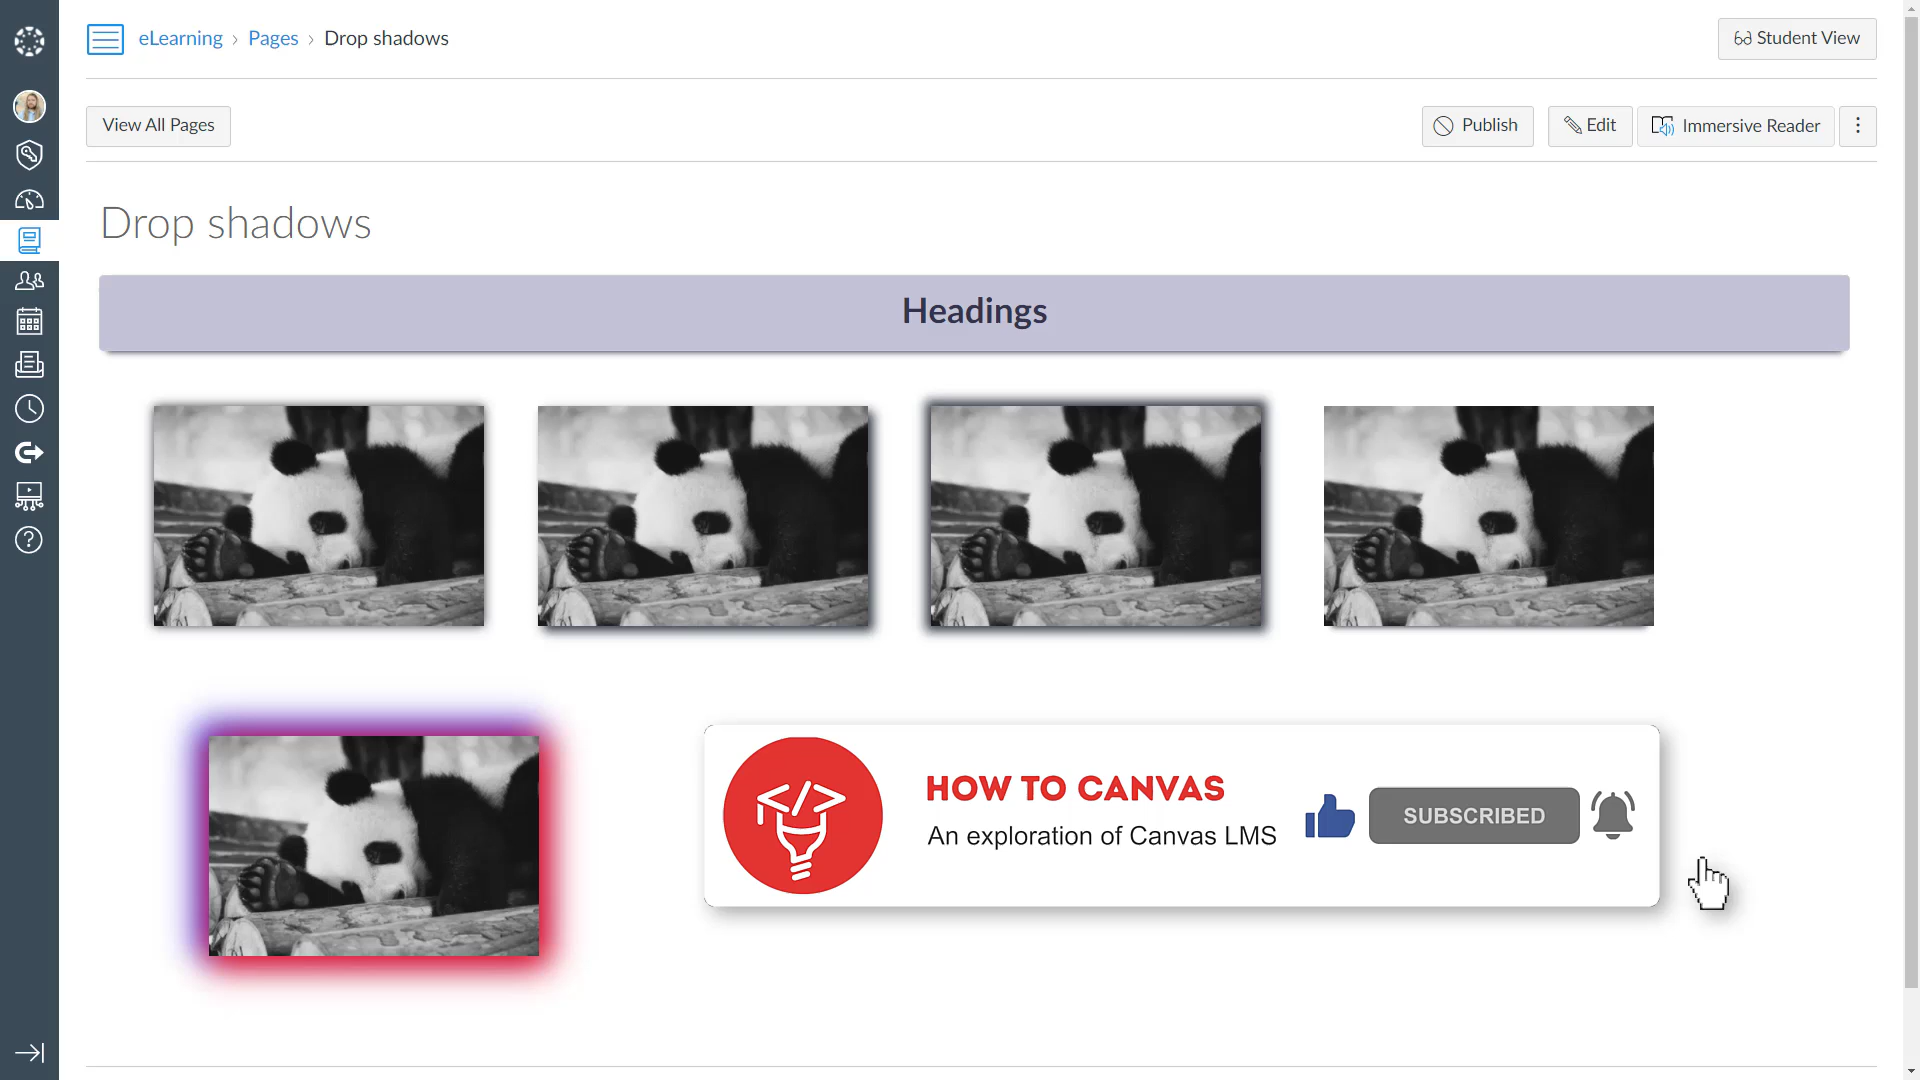 eLearning › Pages › Drop shadows
Student View
View All Pages
Publish
Edit
Immersive Reader
Drop shadows
Headings
HOW TO CANVAS
An exploration of Canvas LMS
SUBSCRIBED